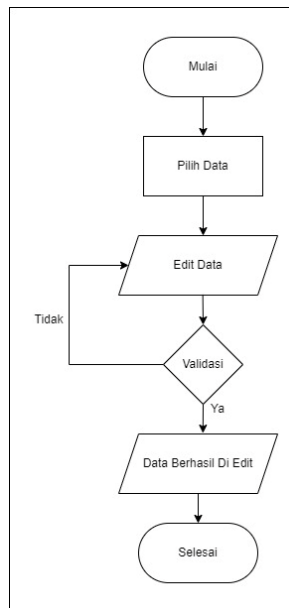 Mulai
Pilih Data
Edit Data
Tidak
Validasi
Ya
Data Berhasil Di Edit
Selesai